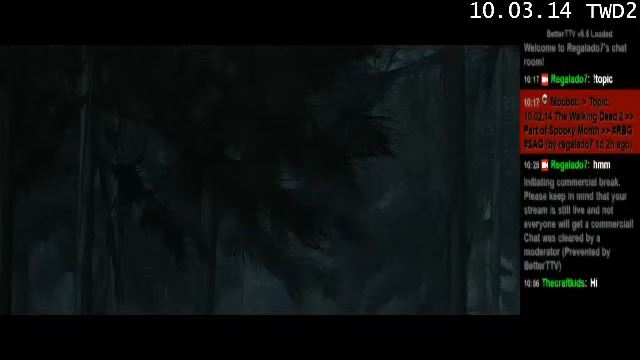 10.03.14 TWD2
BetterTTV v6.8 Loaded
Welcome to Regalado7's chat
room!
10:17 Regalado7: !topic
10:17 Moobot: > Topic:
10.02.14 The Walking Dead 2 >>
Part of Spooky Month >> #RBG
#SAG (by regalado7 1d 2h ago)
10:25 Regalado7: hmm
Initiating commercial break.
Please keep in mind that your
stream is still live and not
everyone will get a commercial!
Chat was cleared by a
moderator (Prevented by
BetterTTV)
10:56 Thecraftkids: Hi